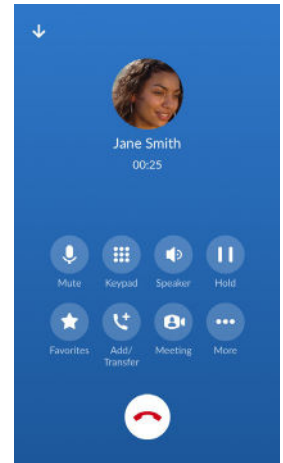 Jane Smith
00:25
Mute Keypad Speaker Hold
Favorites Add/ Meeting More
Transfer